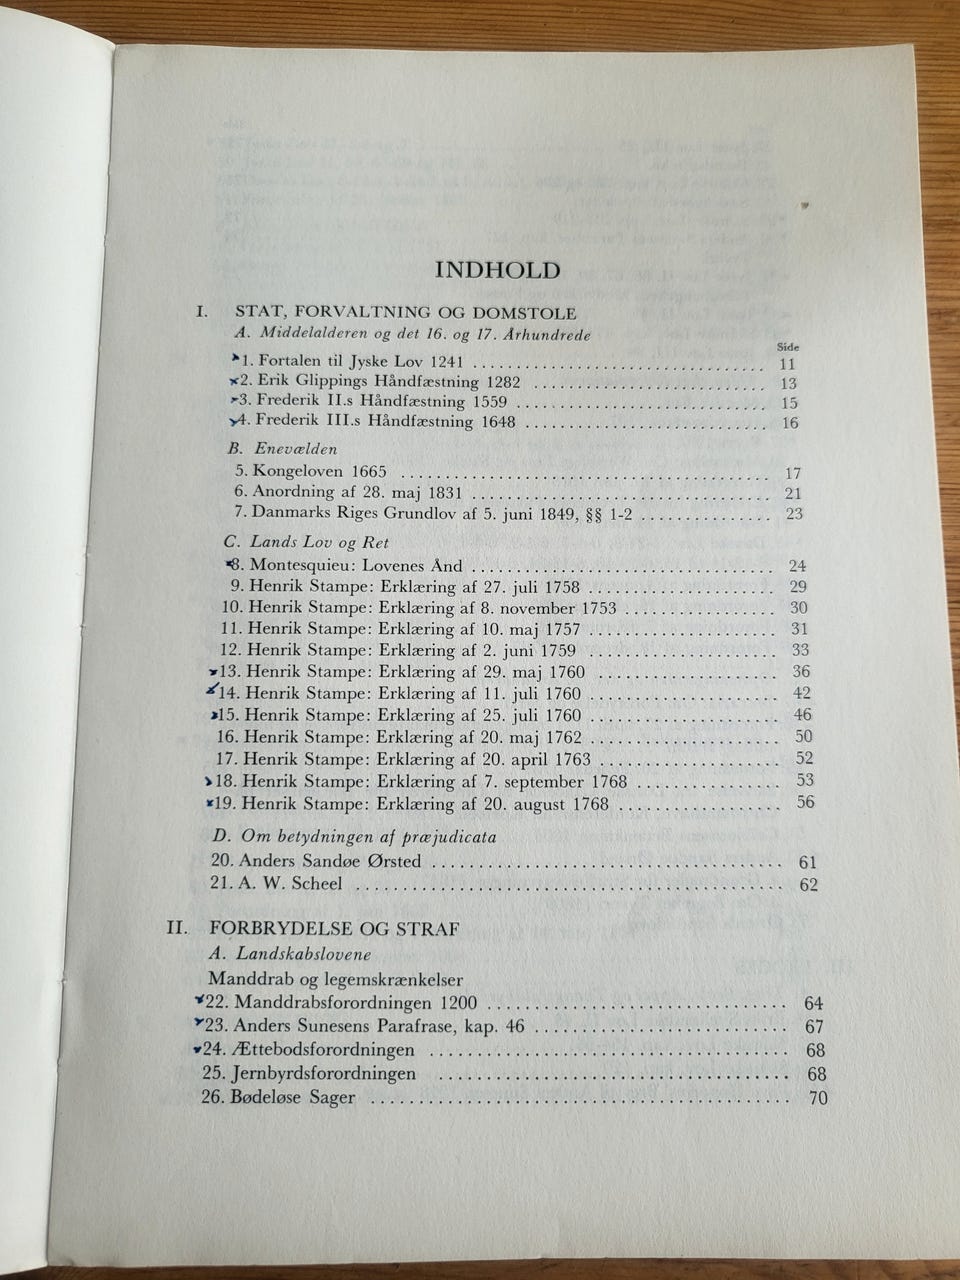 INDHOLD
I. STAT, FORVALTNING OG DOMSTOLE
A. Middelalderen og det 16. og 17. Århundrede
Side
1. Fortalen til Jyske Lov 1241 ........................................ 11
2. Erik Glippings Håndfæstning 1282 ........................................ 13
3. Frederik II.s Håndfæstning 1559 ........................................ 15
4. Frederik III.s Håndfæstning 1648 ........................................ 16
B. Enevælden
5. Kongeloven 1665 ........................................ 17
6. Anordning af 28. maj 1831 ........................................ 21
7. Danmarks Riges Grundlov af 5. juni 1849, §§ 1-2 ............... 23
C. Lands Lov og Ret
8. Montesquieu: Lovenes Ånd ........................................ 24
9. Henrik Stampe: Erklæring af 27. juli 1758 ...................... 29
10. Henrik Stampe: Erklæring af 8. november 1753 ................. 30
11. Henrik Stampe: Erklæring af 10. maj 1757 ...................... 31
12. Henrik Stampe: Erklæring af 2. juni 1759 ...................... 33
13. Henrik Stampe: Erklæring af 29. maj 1760 ...................... 36
14. Henrik Stampe: Erklæring af 11. juli 1760 ...................... 42
15. Henrik Stampe: Erklæring af 25. juli 1760 ...................... 46
16. Henrik Stampe: Erklæring af 20. maj 1762 ...................... 50
17. Henrik Stampe: Erklæring af 20. april 1763 ..................... 52
18. Henrik Stampe: Erklæring af 7. september 1768 ................ 53
19. Henrik Stampe: Erklæring af 20. august 1768 .................. 56
D. Om betydningen af præjudicata
20. Anders Sandøe Ørsted ........................................ 61
21. A. W. Scheel ........................................ 62
II. FORBRYDELSE OG STRAF
A. Landskabslovene
Manddrab og legemskrænkelser
22. Manddrabsforordningen 1200 ........................................ 64
23. Anders Sunesens Parafrase, kap. 46 ............................ 67
24. Ættebodsforordningen ........................................ 68
25. Jernbyrdsforordningen ........................................ 68
26. Bødeløse Sager ........................................ 70